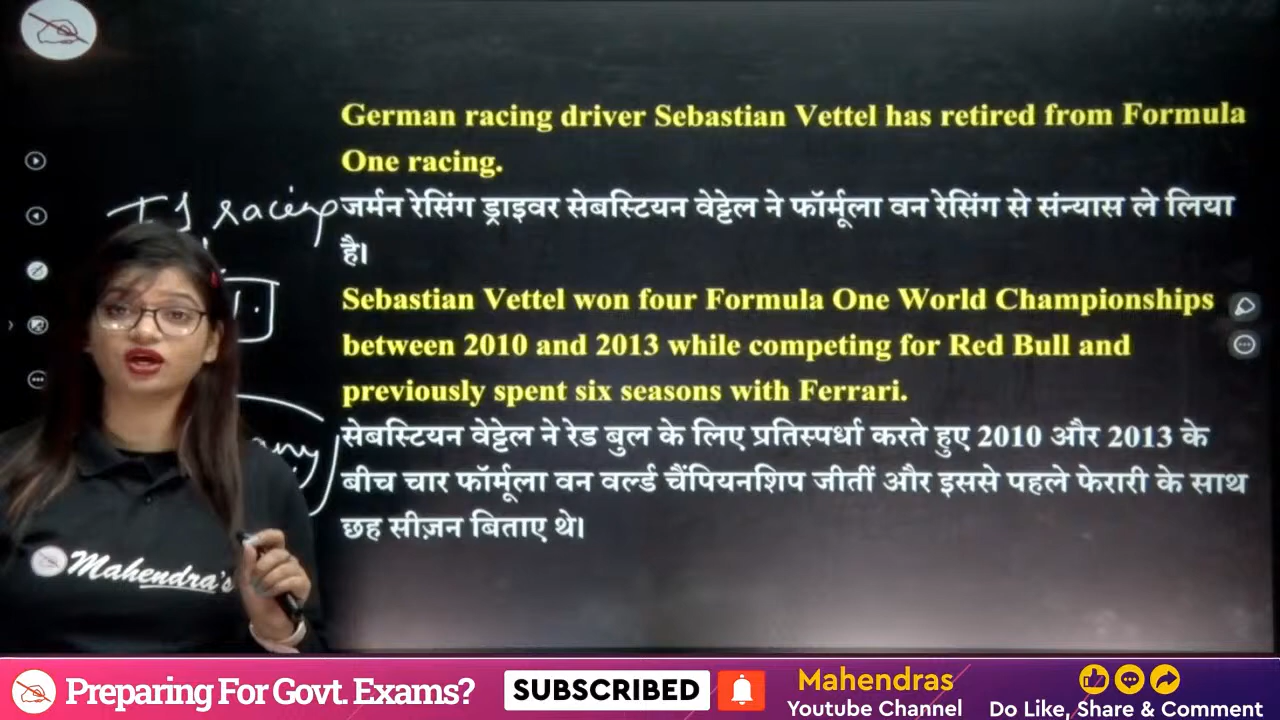 German racing driver Sebastian Vettel has retired from Formula
One racing.
racing
जर्मन रेसिंग ड्राइवर सेबस्टियन वेट्टेल ने फॉर्मूला वन रेसिंग से संन्यास ले लिया
है।
Sebastian Vettel won four Formula One World Championships
between 2010 and 2013 while competing for Red Bull and
previously spent six seasons with Ferrari.
सेबस्टियन वेट्टेल ने रेड बुल के लिए प्रतिस्पर्धा करते हुए 2010 और 2013 के
बीच चार फॉर्मूला वन वर्ल्ड चैंपियनशिप जीतीं और इससे पहले फेरारी के साथ
छह सीज़न बिताए थे।
Mahendra's
Preparing For Govt. Exams?
SUBSCRIBED
Mahendras
Youtube Channel
Do Like, Share & Comment